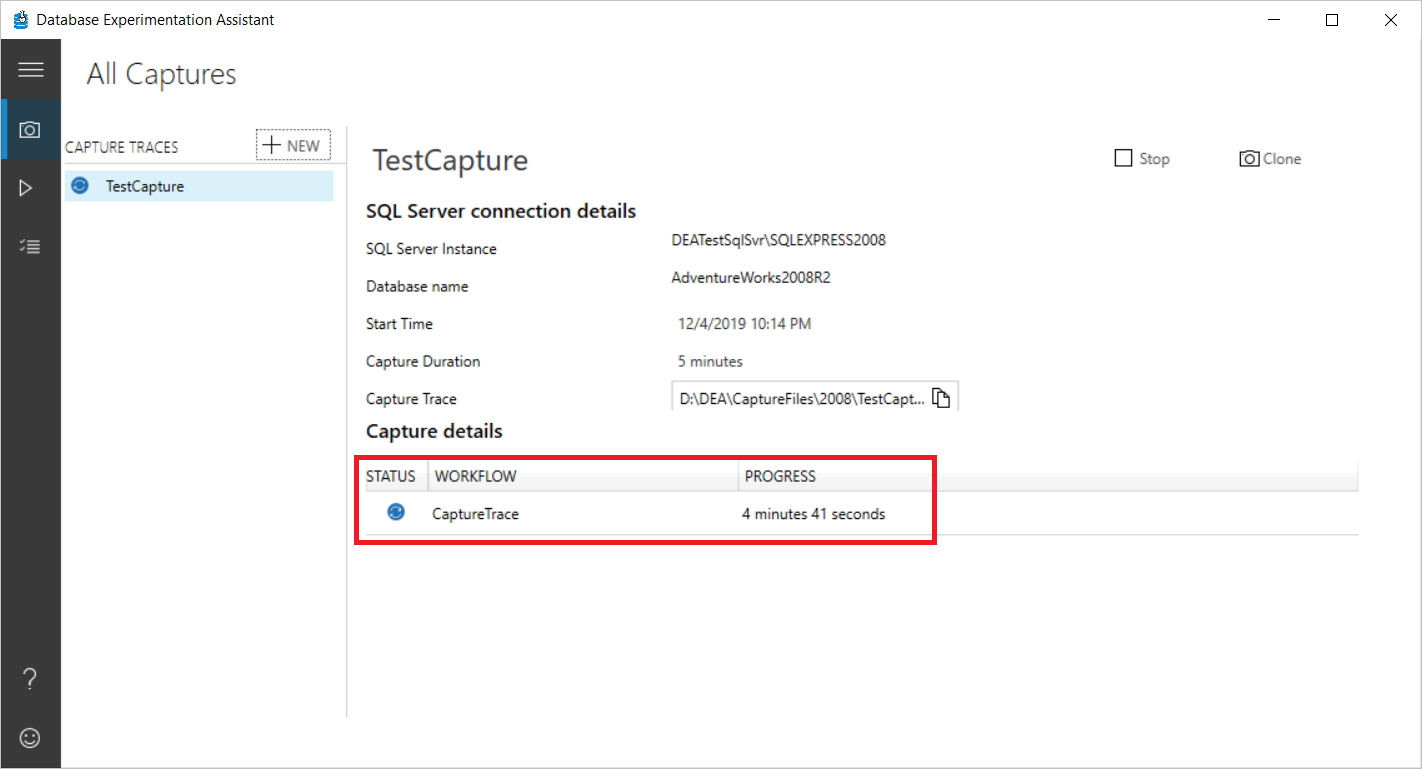 Database Experimentation Assistant
All Captures
CAPTURE TRACES
NEW
TestCapture
TestCapture
Stop
Clone
SQL Server connection details
SQL Server Instance
DEATestSqlSvr\SQLEXPRESS2008
Database name
AdventureWorks2008R2
Start Time
12/4/2019 10:14 PM
Capture Duration
5 minutes
Capture Trace
D:\DEA\CaptureFiles\2008\TestCapt...
Capture details
STATUS WORKFLOW PROGRESS
CaptureTrace 4 minutes 41 seconds